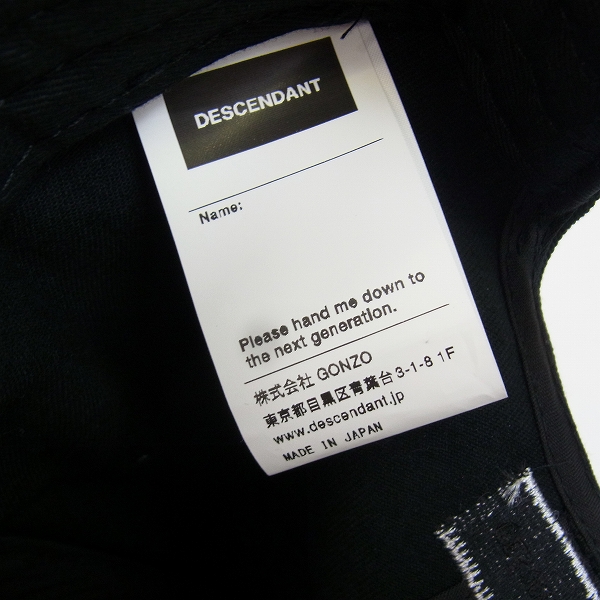 DESCENDANT
Name:
Please hand me down to
the next generation.
株式会社 GONZO
東京都目黒区青葉台3-1-8 1F
www.descendant.jp
MADE IN JAPAN